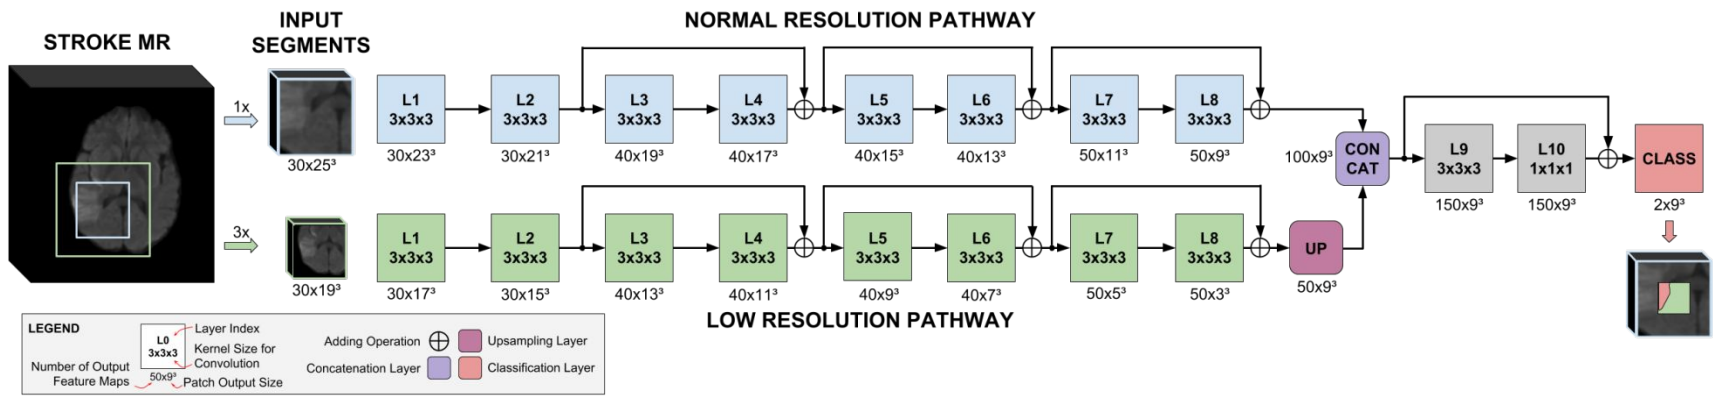 STROKE MR
INPUT
SEGMENTS
NORMAL RESOLUTION PATHWAY
1x
30x25³
L1
3x3x3
30x23³
L2
3x3x3
30x21³
L3
3x3x3
40x19³
L4
3x3x3
40x17³
L5
3x3x3
40x15³
L6
3x3x3
40x13³
L7
3x3x3
50x11³
L8
3x3x3
50x9³
3x
30x19³
L1
3x3x3
30x17³
L2
3x3x3
30x15³
L3
3x3x3
40x13³
L4
3x3x3
40x11³
L5
3x3x3
40x9³
L6
3x3x3
40x7³
L7
3x3x3
50x5³
L8
3x3x3
50x3³
UP
50x9³
LOW RESOLUTION PATHWAY
100x9³
CON
CAT
L9
3x3x3
150x9³
L10
1x1x1
150x9³
CLASS
2x9³
LEGEND
L0
3x3x3
50x9³
Layer Index
Kernel Size for
Convolution
Number of Output
Feature Maps
Patch Output Size
Adding Operation
Upsampling Layer
Concatenation Layer
Classification Layer